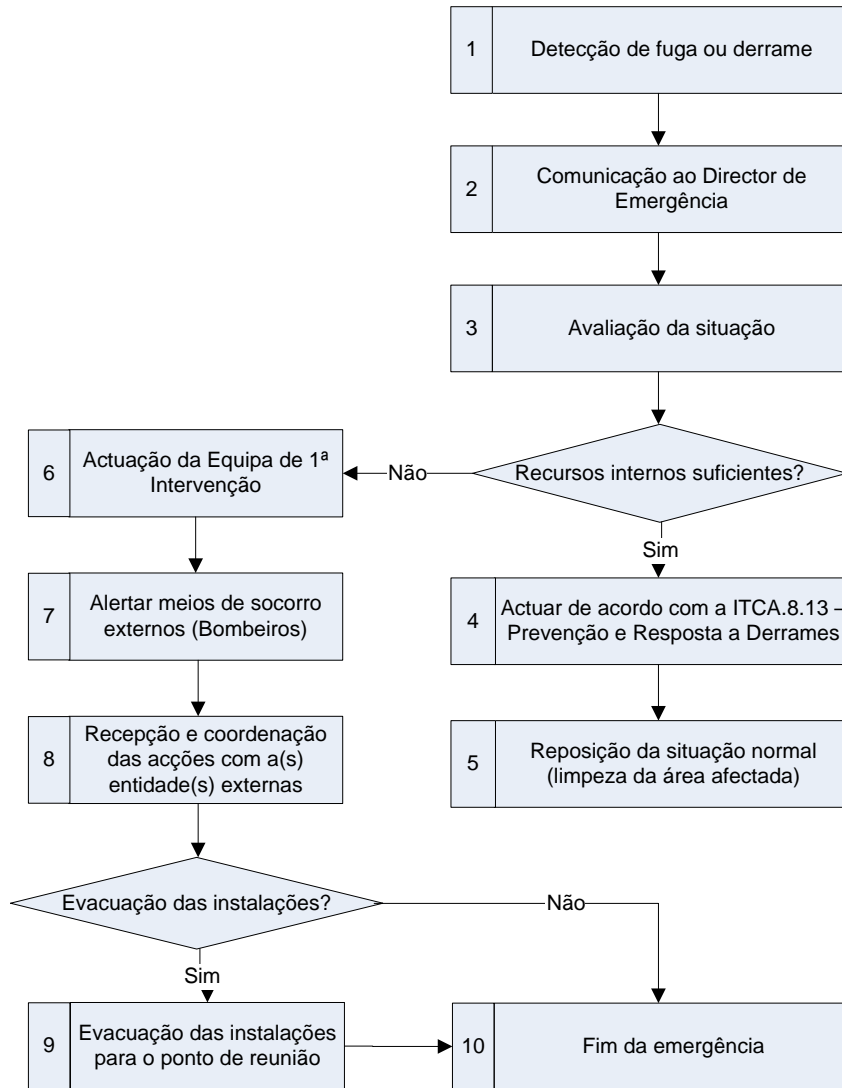 1
Detecção de fuga ou derrame
2
Comunicação ao Director de
Emergência
3
Avaliação da situação
Recursos internos suficientes?
Não
Sim
6
Actuação da Equipa de 1ª
Intervenção
7
Alertar meios de socorro
externos (Bombeiros)
8
Recepção e coordenação
das acções com a(s)
entidade(s) externas
4
Actuar de acordo com a ITCA.8.13 –
Prevenção e Resposta a Derrames
5
Reposição da situação normal
(limpeza da área afectada)
Evacuação das instalações?
Não
Sim
9
Evacuação das instalações
para o ponto de reunião
10
Fim da emergência